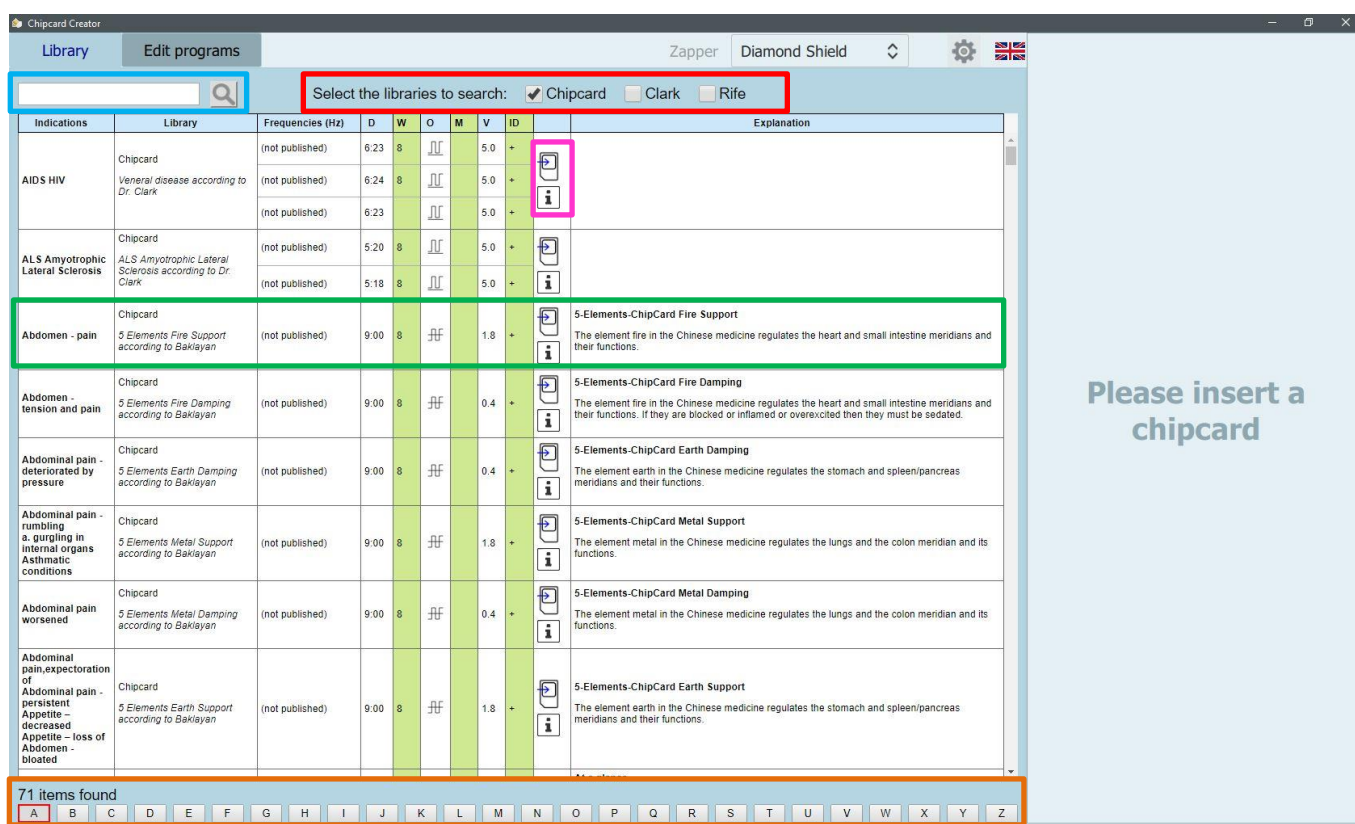 Chipcard Creator
Library
Edit programs
Zapper
Diamond Shield
Select the libraries to search:
Chipcard
Clark
Rife
Indications
Library
Frequencies (Hz)
D
W
O
M
V
ID
Explanation
AIDS HIV
Chipcard
Veneral disease according to
Dr. Clark
(not published)
6:23
8
5.0
+
(not published)
6:24
8
5.0
+
(not published)
6:23
5.0
+
i
ALS Amyotrophic
Lateral Sclerosis
Chipcard
ALS Amyotrophic Lateral
Sclerosis according to Dr.
Clark
(not published)
5:20
8
5.0
+
(not published)
5:18
8
5.0
+
i
Abdomen - pain
Chipcard
5 Elements Fire Support
according to Baklayan
(not published)
9:00
8
1.8
+
i
5-Elements-ChipCard Fire Support
The element fire in the Chinese medicine regulates the heart and small intestine meridians and
their functions.
Abdomen -
tension and pain
Chipcard
5 Elements Fire Damping
according to Baklayan
(not published)
9:00
8
0.4
+
i
5-Elements-ChipCard Fire Damping
The element fire in the Chinese medicine regulates the heart and small intestine meridians and
their functions. If they are blocked or inflamed or overexcited then they must be sedated.
Abdominal pain -
deteriorated by
pressure
Chipcard
5 Elements Earth Damping
according to Baklayan
(not published)
9:00
8
0.4
+
i
5-Elements-ChipCard Earth Damping
The element earth in the Chinese medicine regulates the stomach and spleen/pancreas
meridians and their functions.
Abdominal pain -
rumbling
a. gurgling in
internal organs
Asthmatic
conditions
Chipcard
5 Elements Metal Support
according to Baklayan
(not published)
9:00
8
1.8
+
i
5-Elements-ChipCard Metal Support
The element metal in the Chinese medicine regulates the lungs and the colon meridian and its
functions.
Abdominal pain
worsened
Chipcard
5 Elements Metal Damping
according to Baklayan
(not published)
9:00
8
0.4
+
i
5-Elements-ChipCard Metal Damping
The element metal in the Chinese medicine regulates the lungs and the colon meridian and its
functions.
Abdominal
pain,expectoration
of
Abdominal pain -
persistent
Appetite –
decreased
Appetite – loss of
Abdomen -
bloated
Chipcard
5 Elements Earth Support
according to Baklayan
(not published)
9:00
8
1.8
+
i
5-Elements-ChipCard Earth Support
The element earth in the Chinese medicine regulates the stomach and spleen/pancreas
meridians and their functions.
71 items found
A B C D E F G H I J K L M N O P Q R S T U V W X Y Z
Please insert a
chipcard